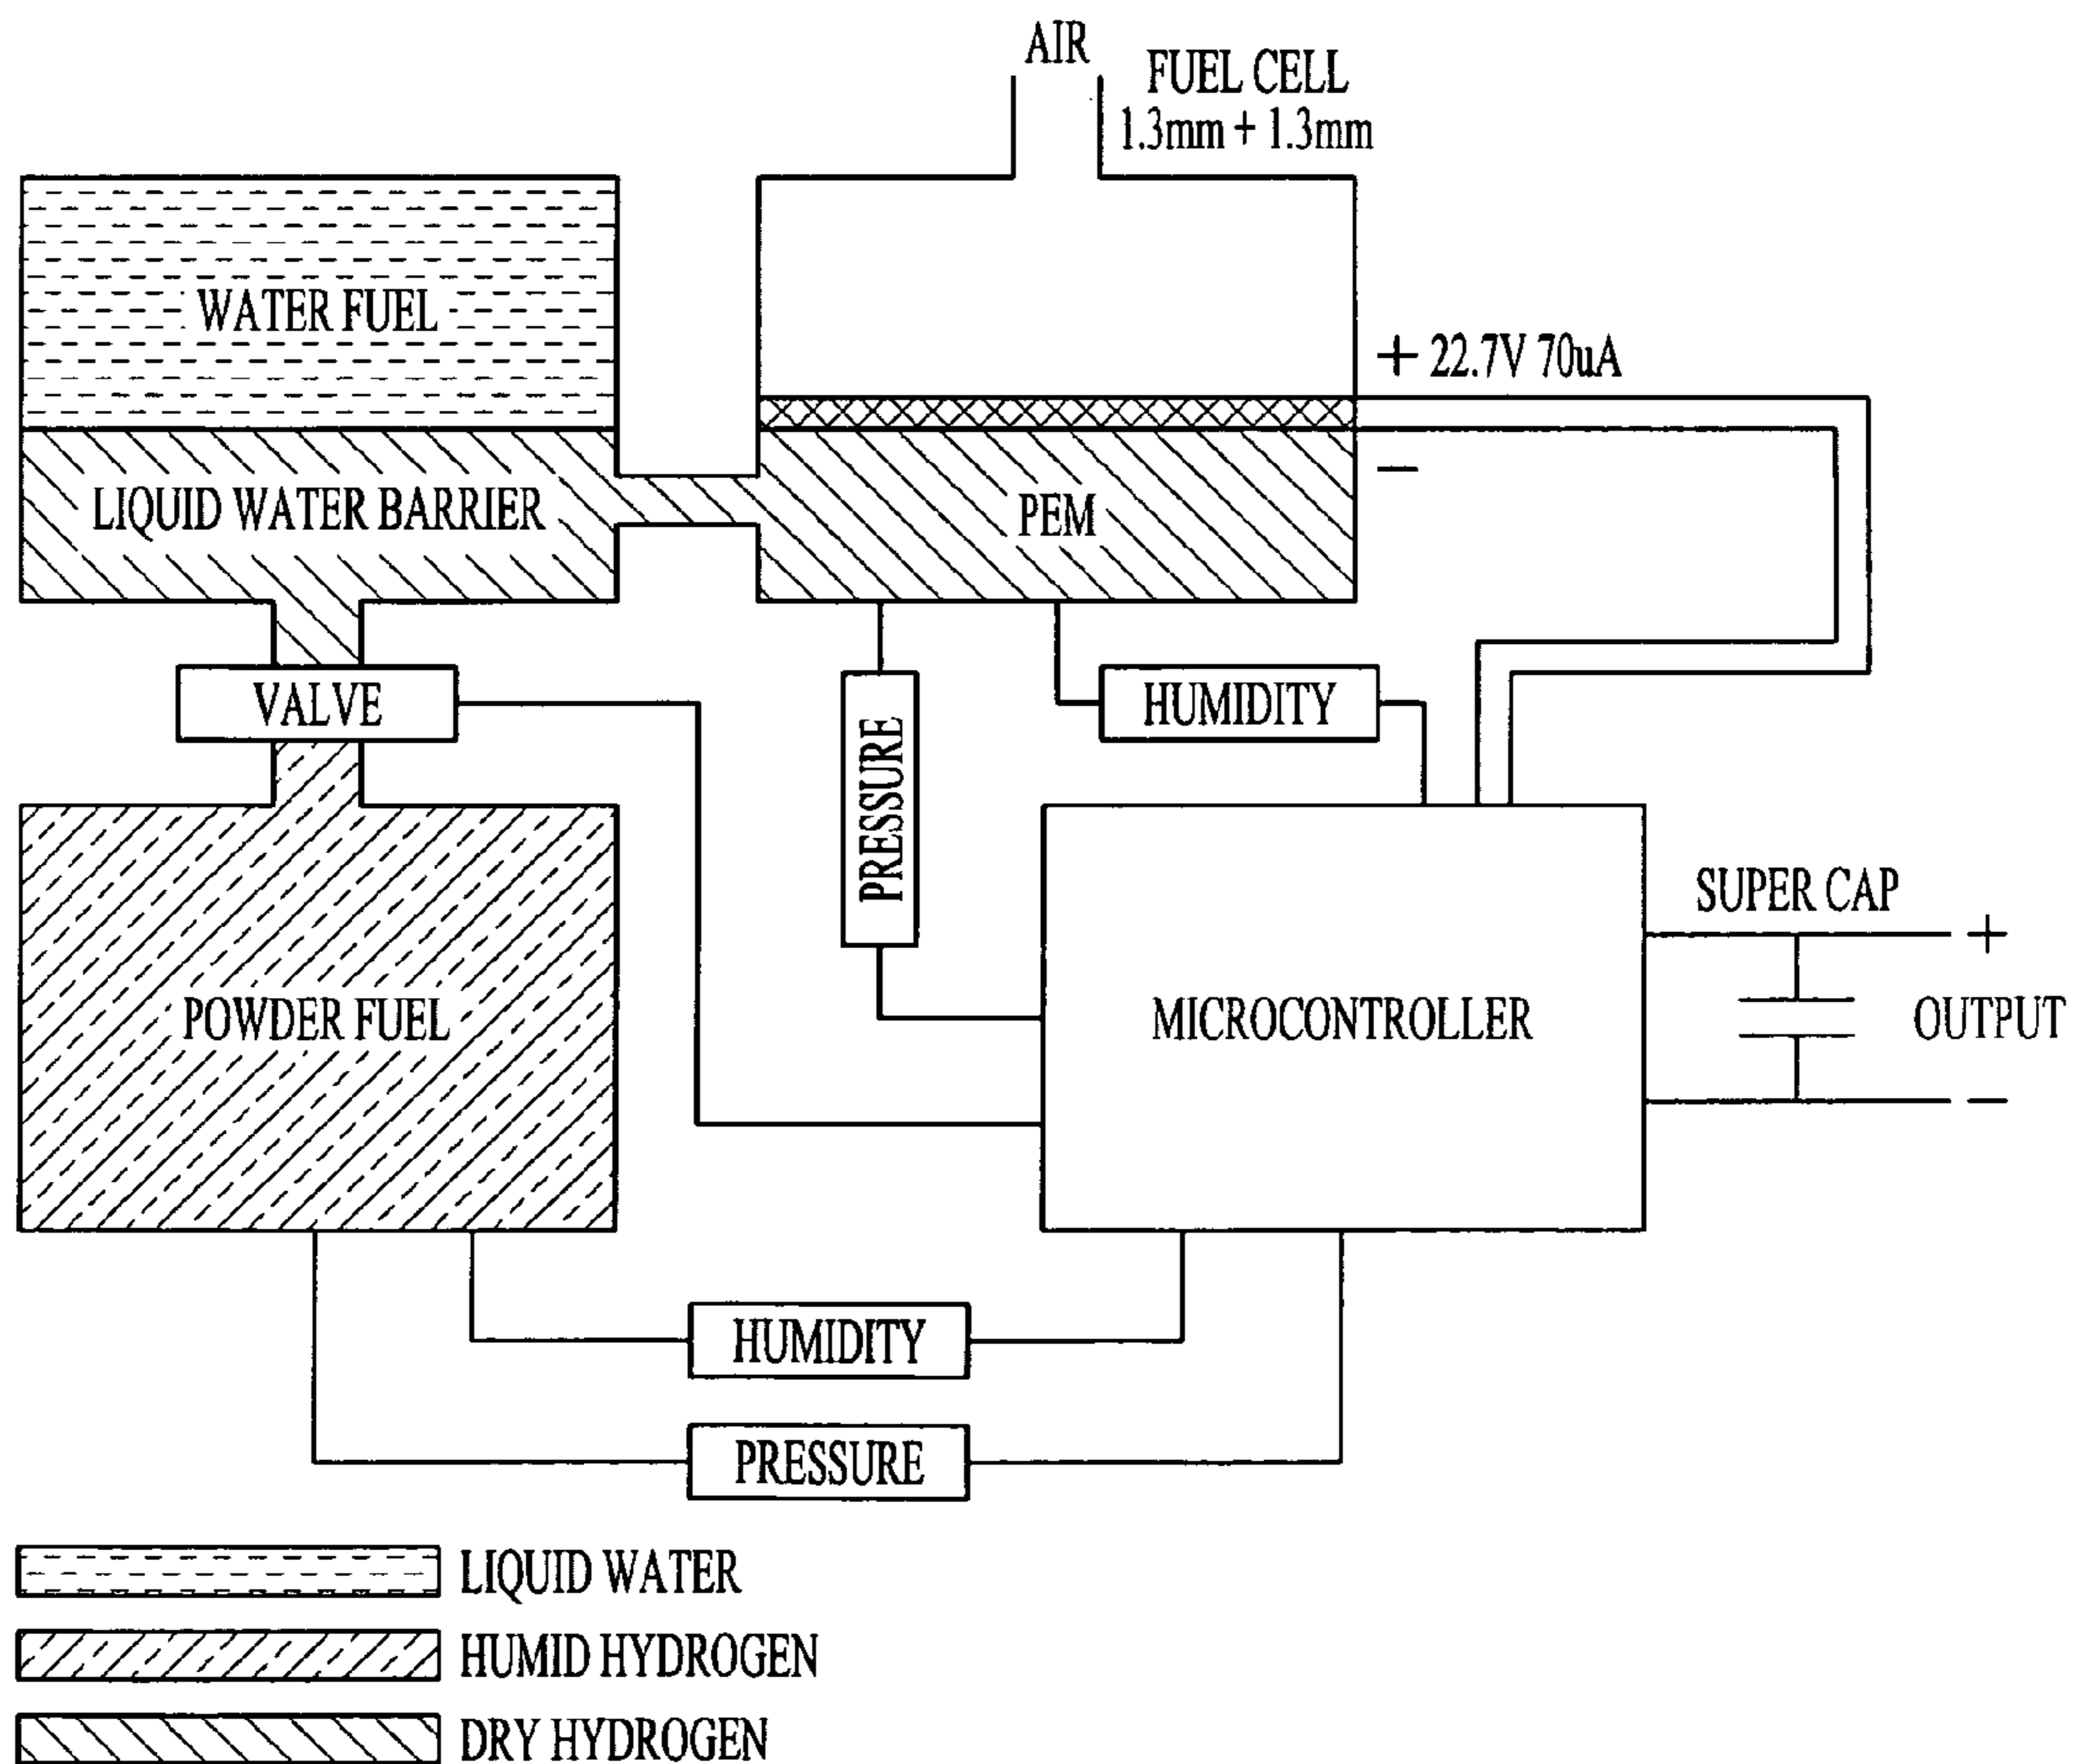 AIR
FUEL CELL
1.3mm + 1.3mm
WATER FUEL
+ 22.7V 70uA
LIQUID WATER BARRIER
PEM
−
VALVE
HUMIDITY
PRESSURE
SUPER CAP
+
POWDER FUEL
MICROCONTROLLER
OUTPUT
−
HUMIDITY
PRESSURE
LIQUID WATER
HUMID HYDROGEN
DRY HYDROGEN